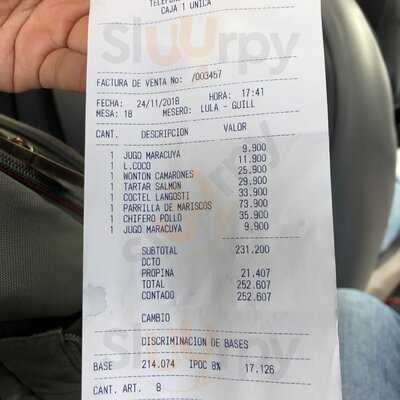 CAJA 1 UNICA
Sluurpy
FACTURA DE VENTA No: /003457
FECHA: 24/11/2018 HORA: 17:41
MESA: 18 MESERO: LULA - GUILL
CANT. DESCRIPCION VALOR
1 JUGO MARACUYA 9.900
1 L.COCO 11.900
1 WONTON CAMARONES 25.900
1 TARTAR SALMON 29.900
1 COCTEL LANGOSTI 33.900
1 PARRILLA DE MARISCOS 73.900
1 CHIFERO POLLO 35.900
1 JUGO MARACUYA 9.900
SUBTOTAL 231.200
DCTO
PROPINA 21.407
TOTAL 252.607
CONTADO 252.607
CAMBIO
DISCRIMINACION DE BASES
BASE 214.074 IPOC 8% 17.126
CANT. ART. 8